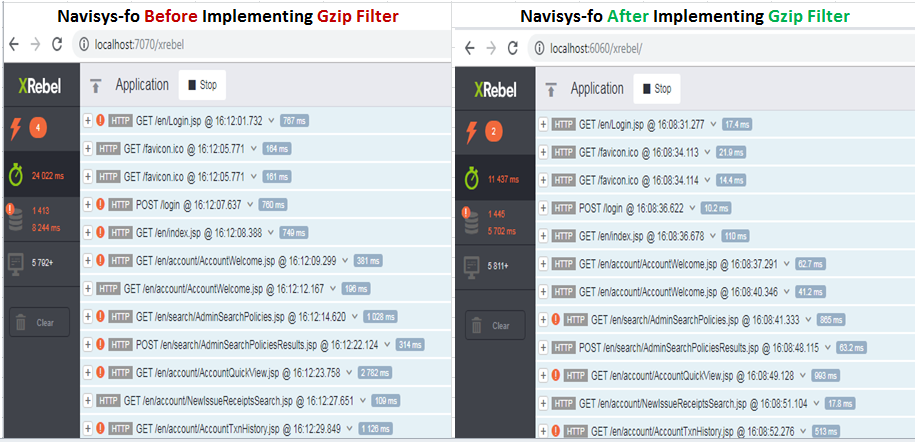 Navisys-fo Before Implementing Gzip Filter
localhost:7070/xrebel
XRebel
Application
Stop
4
24 022 ms
1 413
8 244 ms
5 792+
Clear
+ ! HTTP GET /en/Login.jsp @ 16:12:01.732 767 ms
+ HTTP GET /favicon.ico @ 16:12:05.771 164 ms
+ HTTP GET /favicon.ico @ 16:12:05.771 161 ms
+ ! HTTP POST /login @ 16:12:07.637 760 ms
+ ! HTTP GET /en/index.jsp @ 16:12:08.388 749 ms
+ ! HTTP GET /en/account/AccountWelcome.jsp @ 16:12:09.299 381 ms
+ HTTP GET /en/account/AccountWelcome.jsp @ 16:12:12.167 196 ms
+ ! HTTP GET /en/search/AdminSearchPolicies.jsp @ 16:12:14.620 1 028 ms
+ ! HTTP POST /en/search/AdminSearchPoliciesResults.jsp @ 16:12:22.124 314 ms
+ ! HTTP GET /en/account/AccountQuickView.jsp @ 16:12:23.758 2 782 ms
+ ! HTTP GET /en/account/NewIssueReceiptsSearch.jsp @ 16:12:27.651 109 ms
+ ! HTTP GET /en/account/AccountTxnHistory.jsp @ 16:12:29.849 1 126 ms
Navisys-fo After Implementing Gzip Filter
localhost:6060/xrebel/
XRebel
Application
Stop
2
11 437 ms
1 445
5 702 ms
5 811+
Clear
+ HTTP GET /en/Login.jsp @ 16:08:31.277 17.4 ms
+ HTTP GET /favicon.ico @ 16:08:34.113 21.9 ms
+ HTTP GET /favicon.ico @ 16:08:34.114 14.4 ms
+ HTTP POST /login @ 16:08:36.622 10.2 ms
+ HTTP GET /en/index.jsp @ 16:08:36.678 110 ms
+ HTTP GET /en/account/AccountWelcome.jsp @ 16:08:37.291 62.7 ms
+ HTTP GET /en/account/AccountWelcome.jsp @ 16:08:40.346 41.2 ms
+ ! HTTP GET /en/search/AdminSearchPolicies.jsp @ 16:08:41.333 865 ms
+ HTTP POST /en/search/AdminSearchPoliciesResults.jsp @ 16:08:48.115 63.2 ms
+ ! HTTP GET /en/account/AccountQuickView.jsp @ 16:08:49.128 993 ms
+ HTTP GET /en/account/NewIssueReceiptsSearch.jsp @ 16:08:51.104 17.8 ms
+ ! HTTP GET /en/account/AccountTxnHistory.jsp @ 16:08:52.276 513 ms